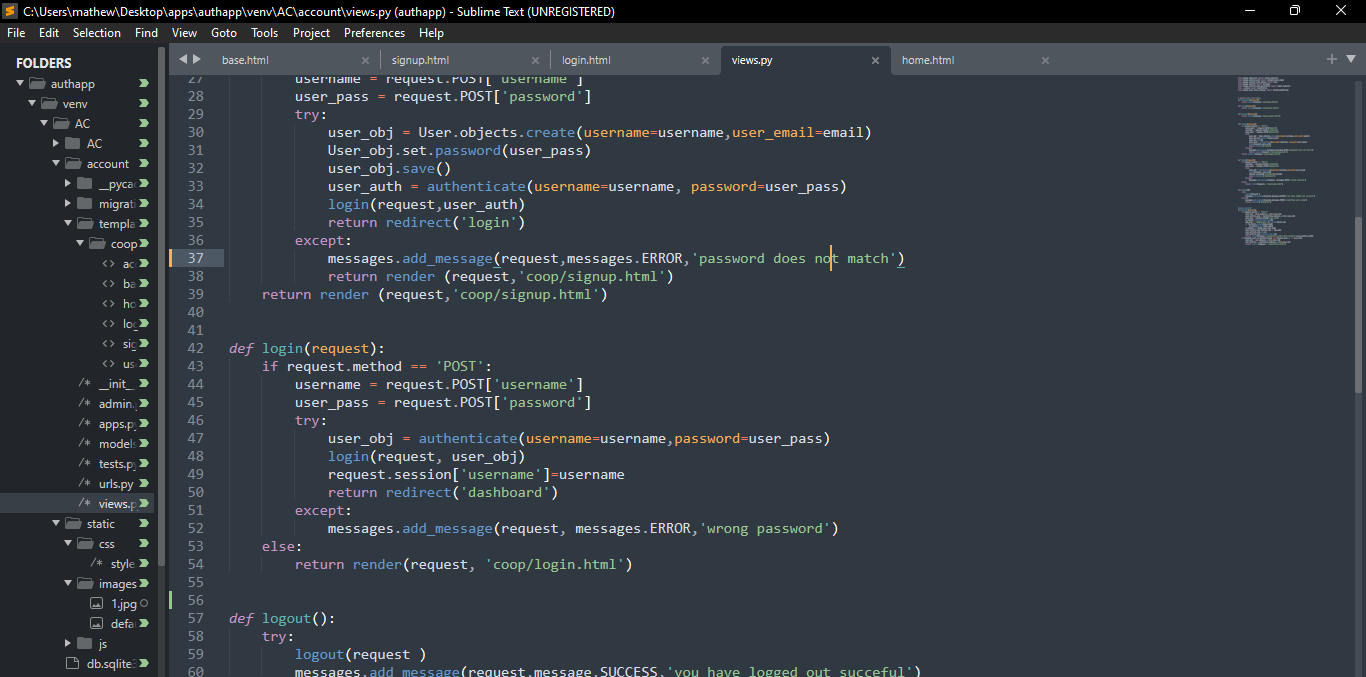 C:\Users\mathew\Desktop\apps\authapp\venv\AC\account\views.py (authapp) - Sublime Text (UNREGISTERED)
File Edit Selection Find View Goto Tools Project Preferences Help
FOLDERS
authapp
venv
AC
AC
account
__pyca
migrati
templa
coop
ac
ba
ho
log
sig
us
__init__
admin.
apps.py
models
tests.py
urls.py
views.p
static
css
style
images
1.jpg
defa
js
db.sqlite
base.html
signup.html
login.html
views.py
home.html
27 username = request.POST['username']
28 user_pass = request.POST['password']
29 try:
30 user_obj = User.objects.create(username=username,user_email=email)
31 User_obj.set.password(user_pass)
32 user_obj.save()
33 user_auth = authenticate(username=username, password=user_pass)
34 login(request,user_auth)
35 return redirect('login')
36 except:
37 messages.add_message(request,messages.ERROR,'password does not match')
38 return render (request,'coop/signup.html')
39 return render (request,'coop/signup.html')
40
41
42 def login(request):
43 if request.method == 'POST':
44 username = request.POST['username']
45 user_pass = request.POST['password']
46 try:
47 user_obj = authenticate(username=username,password=user_pass)
48 login(request, user_obj)
49 request.session['username']=username
50 return redirect('dashboard')
51 except:
52 messages.add_message(request, messages.ERROR,'wrong password')
53 else:
54 return render(request, 'coop/login.html')
55
56
57 def logout():
58 try:
59 logout(request )
60 messages.add_message(request,message.SUCCESS,'you have logged out succeful')